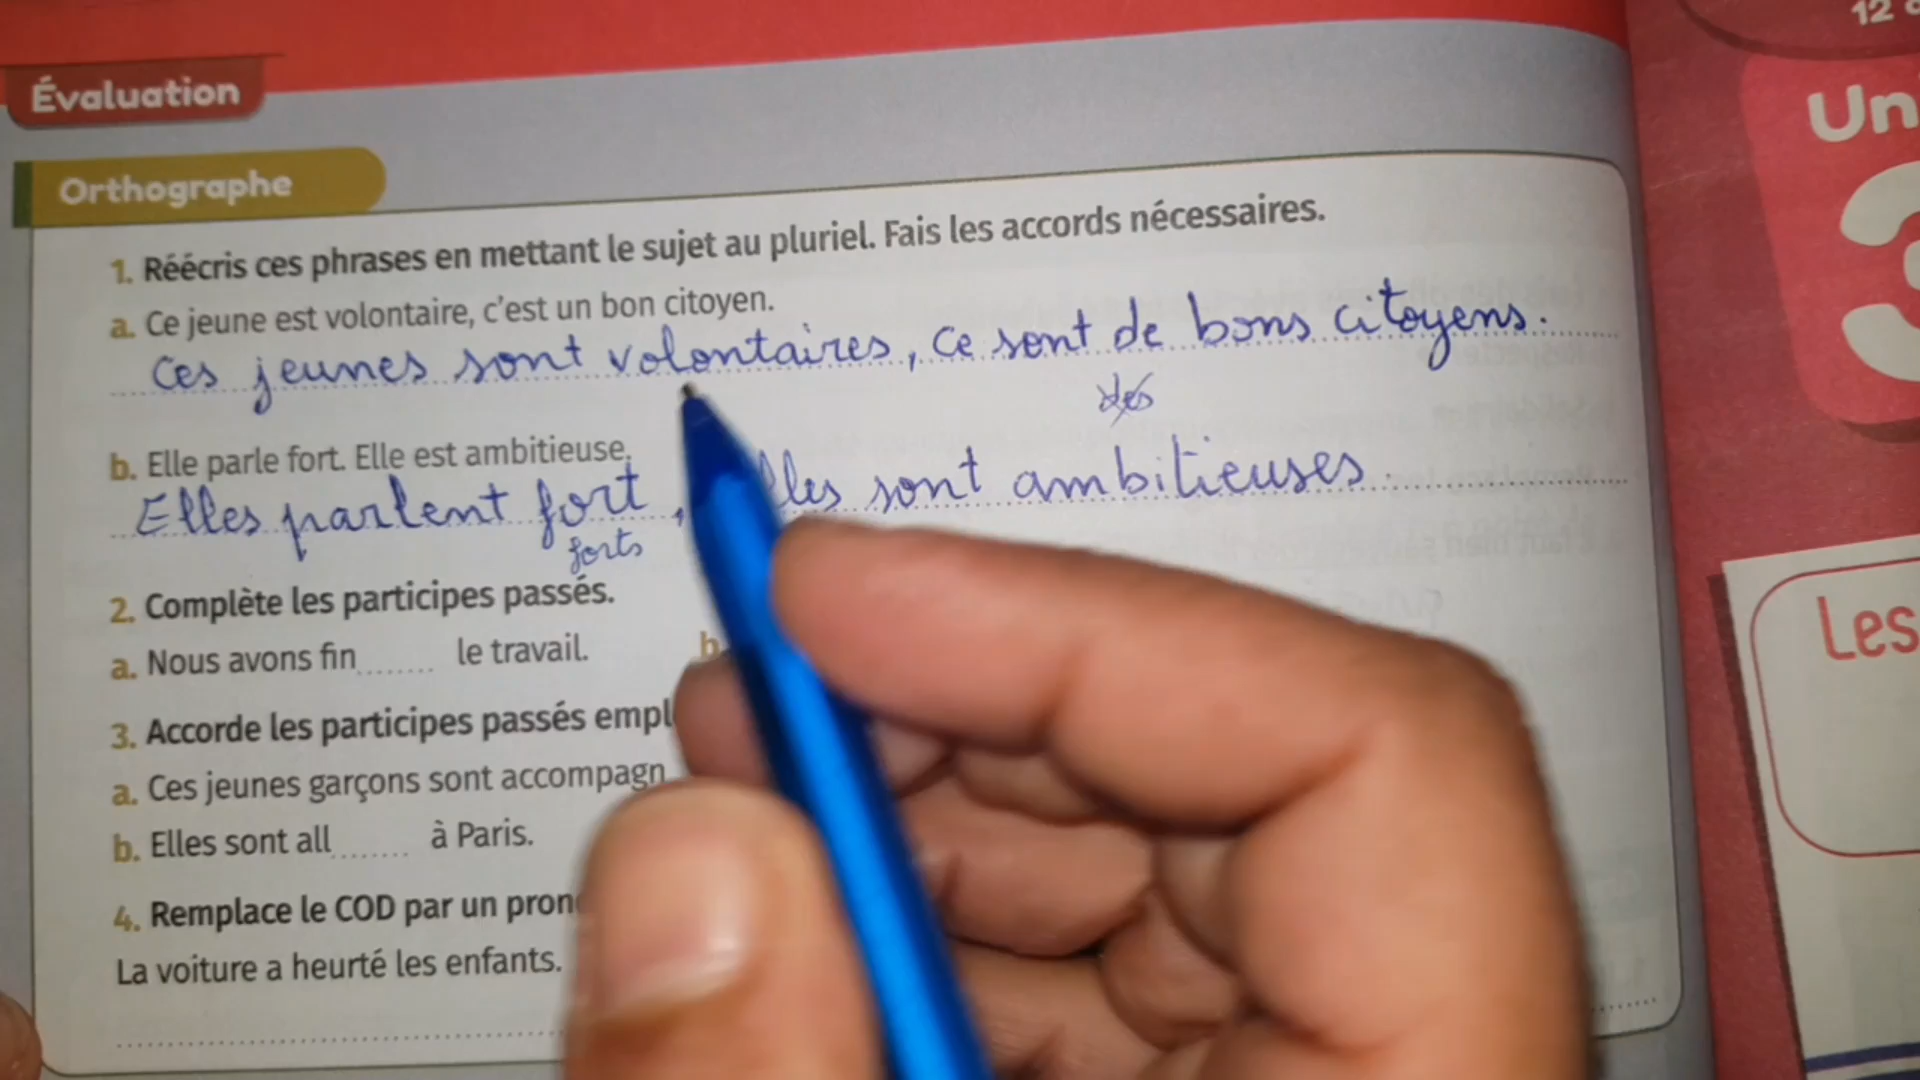 12
Évaluation
Un
Orthographe
3
1. Réécris ces phrases en mettant le sujet au pluriel. Fais les accords nécessaires.
a. Ce jeune est volontaire, c'est un bon citoyen.
Ces jeunes sont volontaires, ce sont de bons citoyens.
des
b. Elle parle fort. Elle est ambitieuse.
Elles parlent fort, lles sont ambitieuses.
forts
2. Complète les participes passés.
a. Nous avons fin...... le travail. b.
3. Accorde les participes passés empl
a. Ces jeunes garçons sont accompagn
b. Elles sont all....... à Paris.
4. Remplace le COD par un pron
La voiture a heurté les enfants.
Les